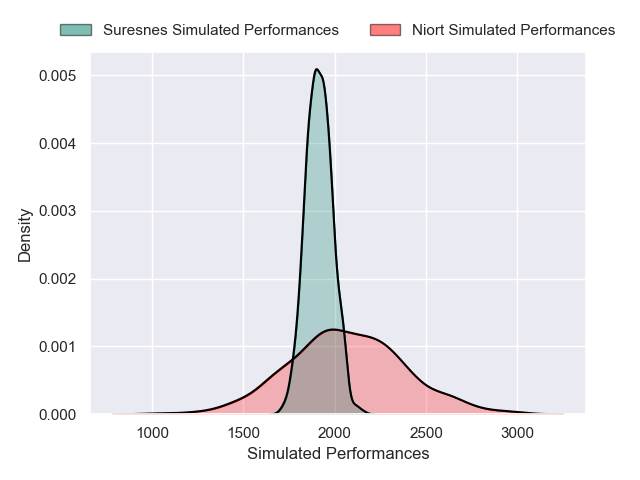 Suresnes Simulated Performances Niort Simulated Performances
0.005
0.004
0.003
0.002
0.001
0.000
Density
1000 1500 2000 2500 3000
Simulated Performances